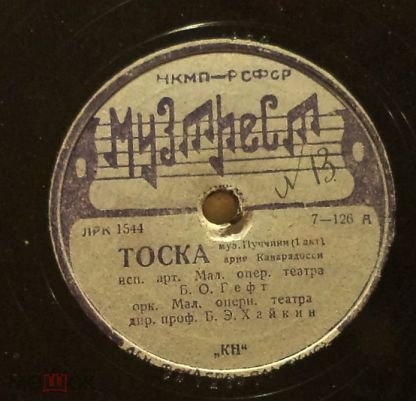 НКМП—РСФСР
Музтрест
№13.
ЛРК 1544
7—126 А
ТОСКА муз. Пуччини (1 акт)
ария Каварадосси
исп. арт. Мал. опер. театра
Б. О. Гефт
орк. Мал. оперн. театра
дир. проф. Б. Э. Хайкин
„КН"